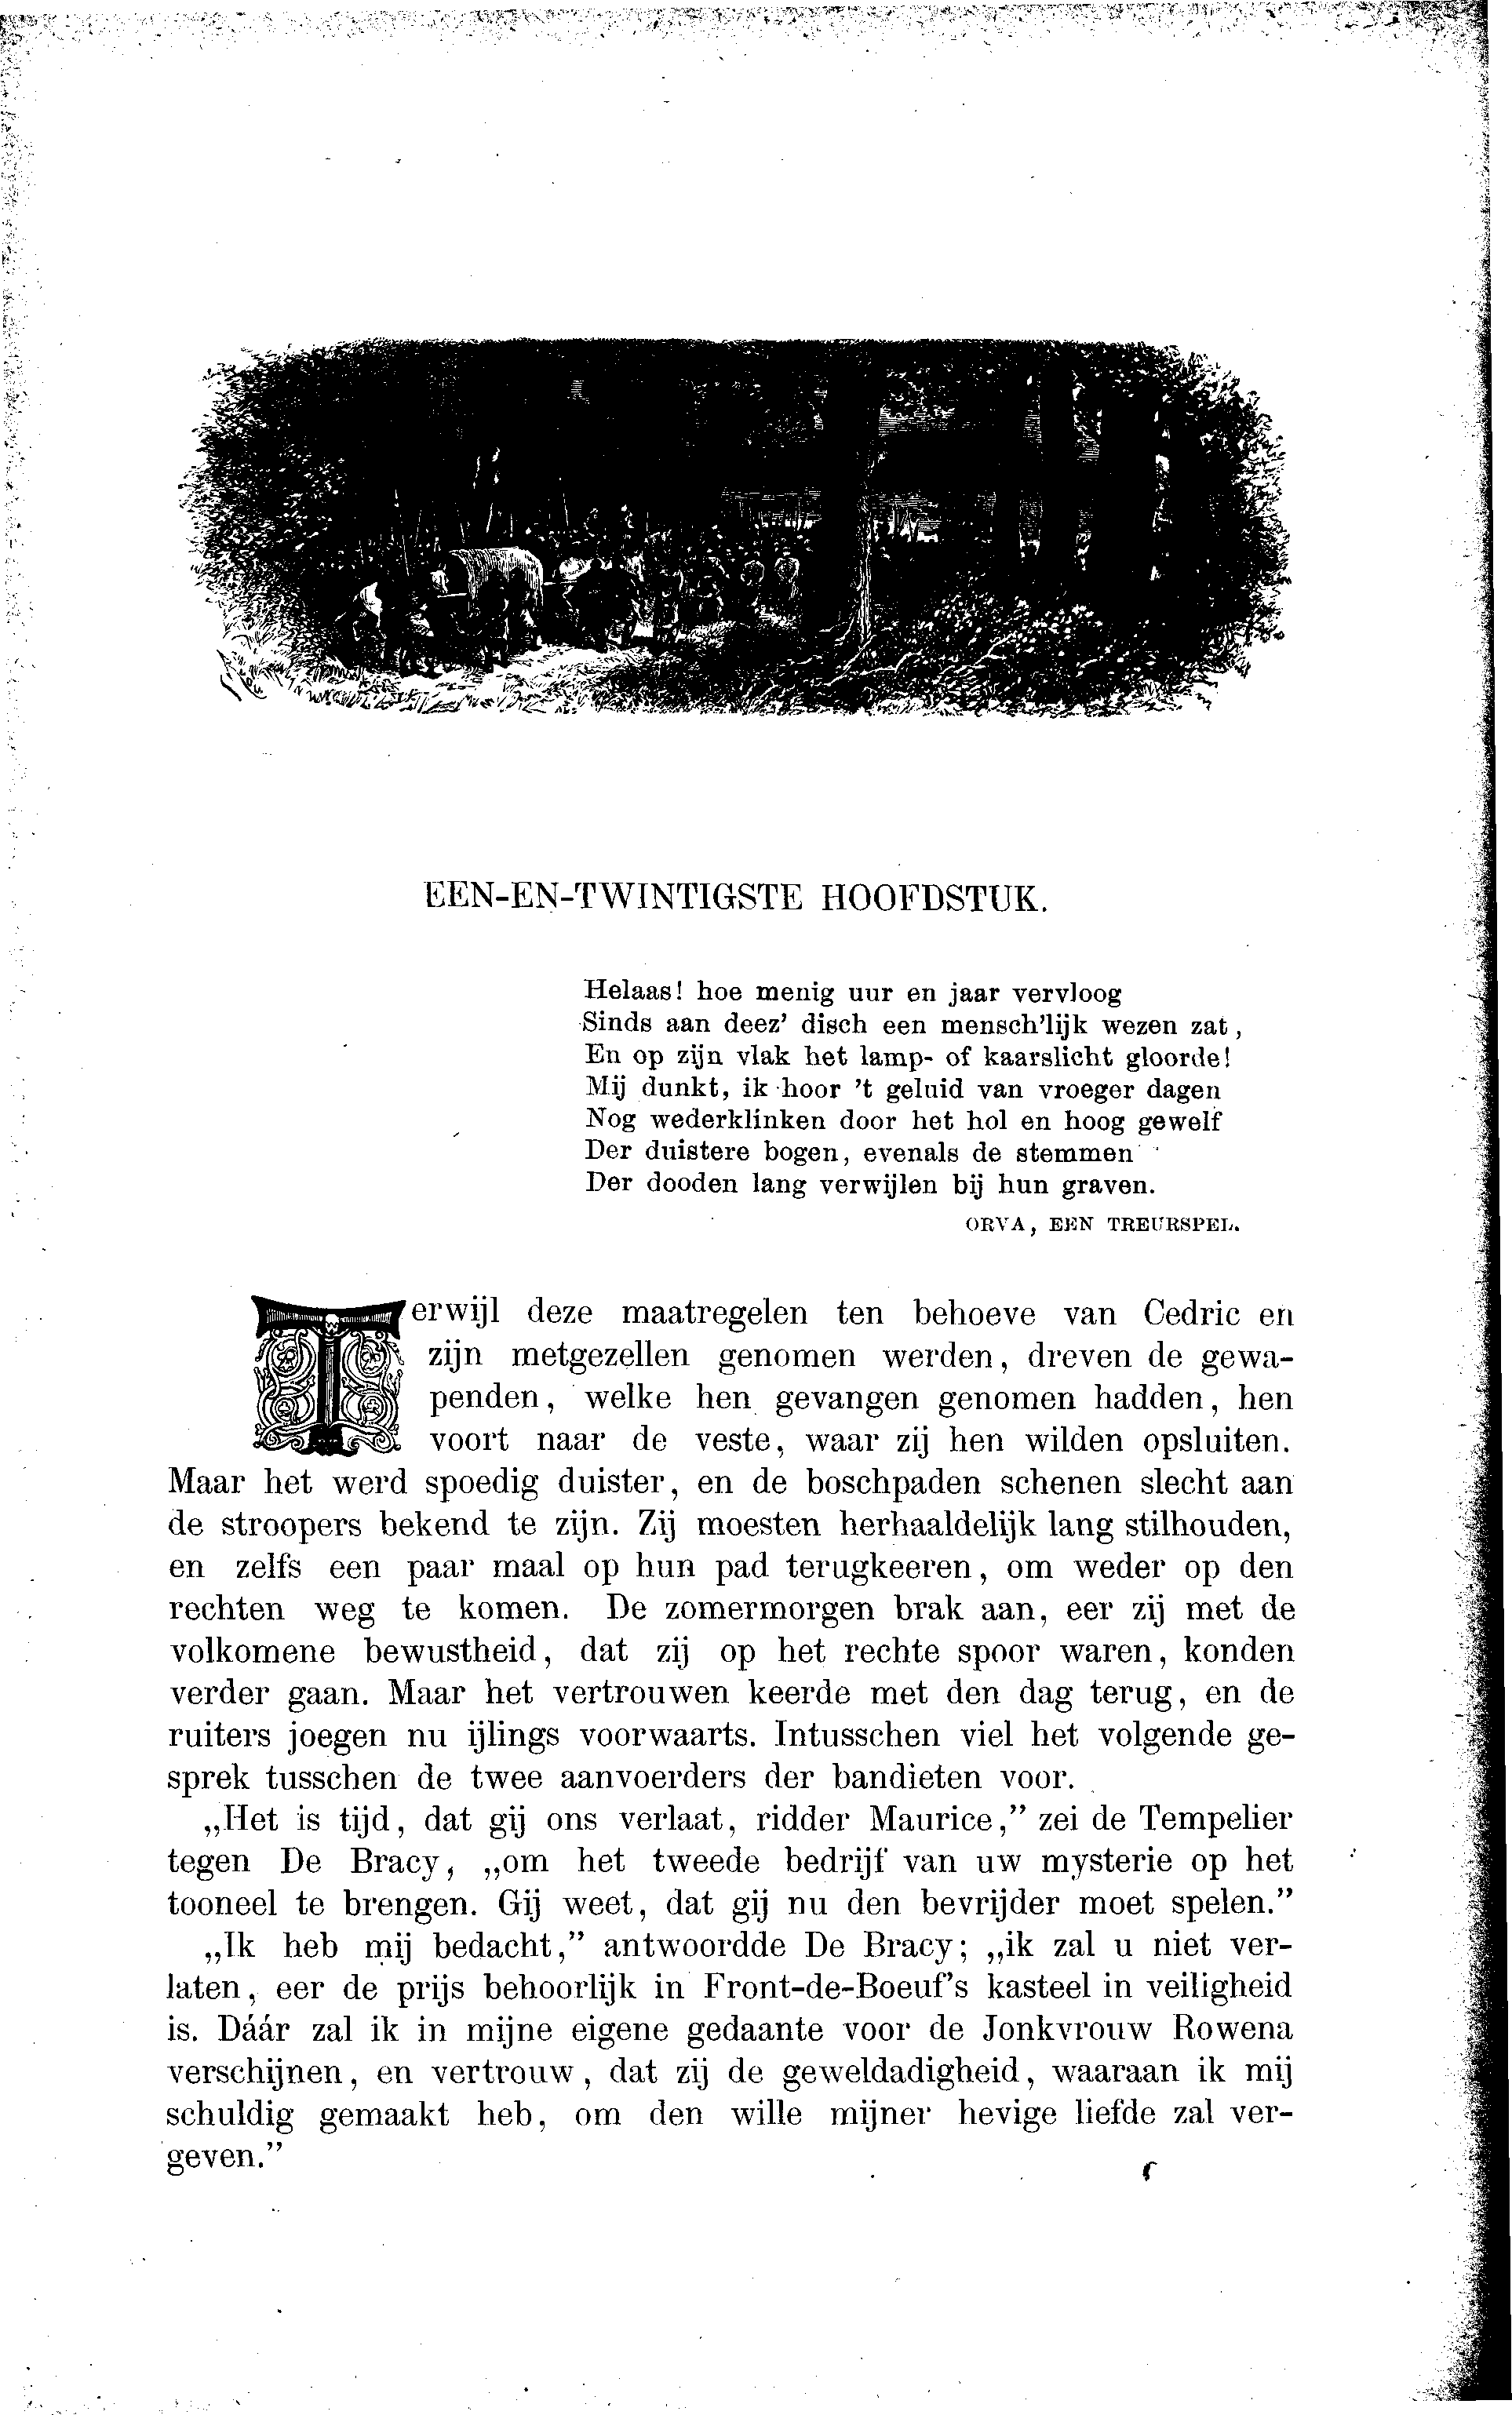 EEN-EN-TWINTIGSTE HOOFDSTUK.
Helaas! hoe menig uur en jaar vervloog
Sinds aan deez' disch een mensch'lijk wezen zat,
En op zijn vlak het lamp- of kaarslicht gloorde!
Mij dunkt, ik hoor 't geluid van vroeger dagen
Nog wederklinken door het hol en hoog gewelf
Der duistere bogen, evenals de stemmen
Der dooden lang verwijlen bij hun graven.
ORVA, EEN TREURSPEL.
Terwijl deze maatregelen ten behoeve van Cedric en
zijn metgezellen genomen werden, dreven de gewa-
penden, welke hen gevangen genomen hadden, hen
voort naar de veste, waar zij hen wilden opsluiten.
Maar het werd spoedig duister, en de boschpaden schenen slecht aan
de stroopers bekend te zijn. Zij moesten herhaaldelijk lang stilhouden,
en zelfs een paar maal op hun pad terugkeeren, om weder op den
rechten weg te komen. De zomermorgen brak aan, eer zij met de
volkomene bewustheid, dat zij op het rechte spoor waren, konden
verder gaan. Maar het vertrouwen keerde met den dag terug, en de
ruiters joegen nu ijlings voorwaarts. Intusschen viel het volgende ge-
sprek tusschen de twee aanvoerders der bandieten voor.
„Het is tijd, dat gij ons verlaat, ridder Maurice,” zei de Tempelier
tegen De Bracy, „om het tweede bedrijf van uw mysterie op het
tooneel te brengen. Gij weet, dat gij nu den bevrijder moet spelen.”
„Ik heb mij bedacht,” antwoordde De Bracy; „ik zal u niet ver-
laten, eer de prijs behoorlijk in Front-de-Boeuf's kasteel in veiligheid
is. Dáár zal ik in mijne eigene gedaante voor de Jonkvrouw Rowena
verschijnen, en vertrouw, dat zij de geweldadigheid, waaraan ik mij
schuldig gemaakt heb, om den wille mijner hevige liefde zal ver-
geven.”